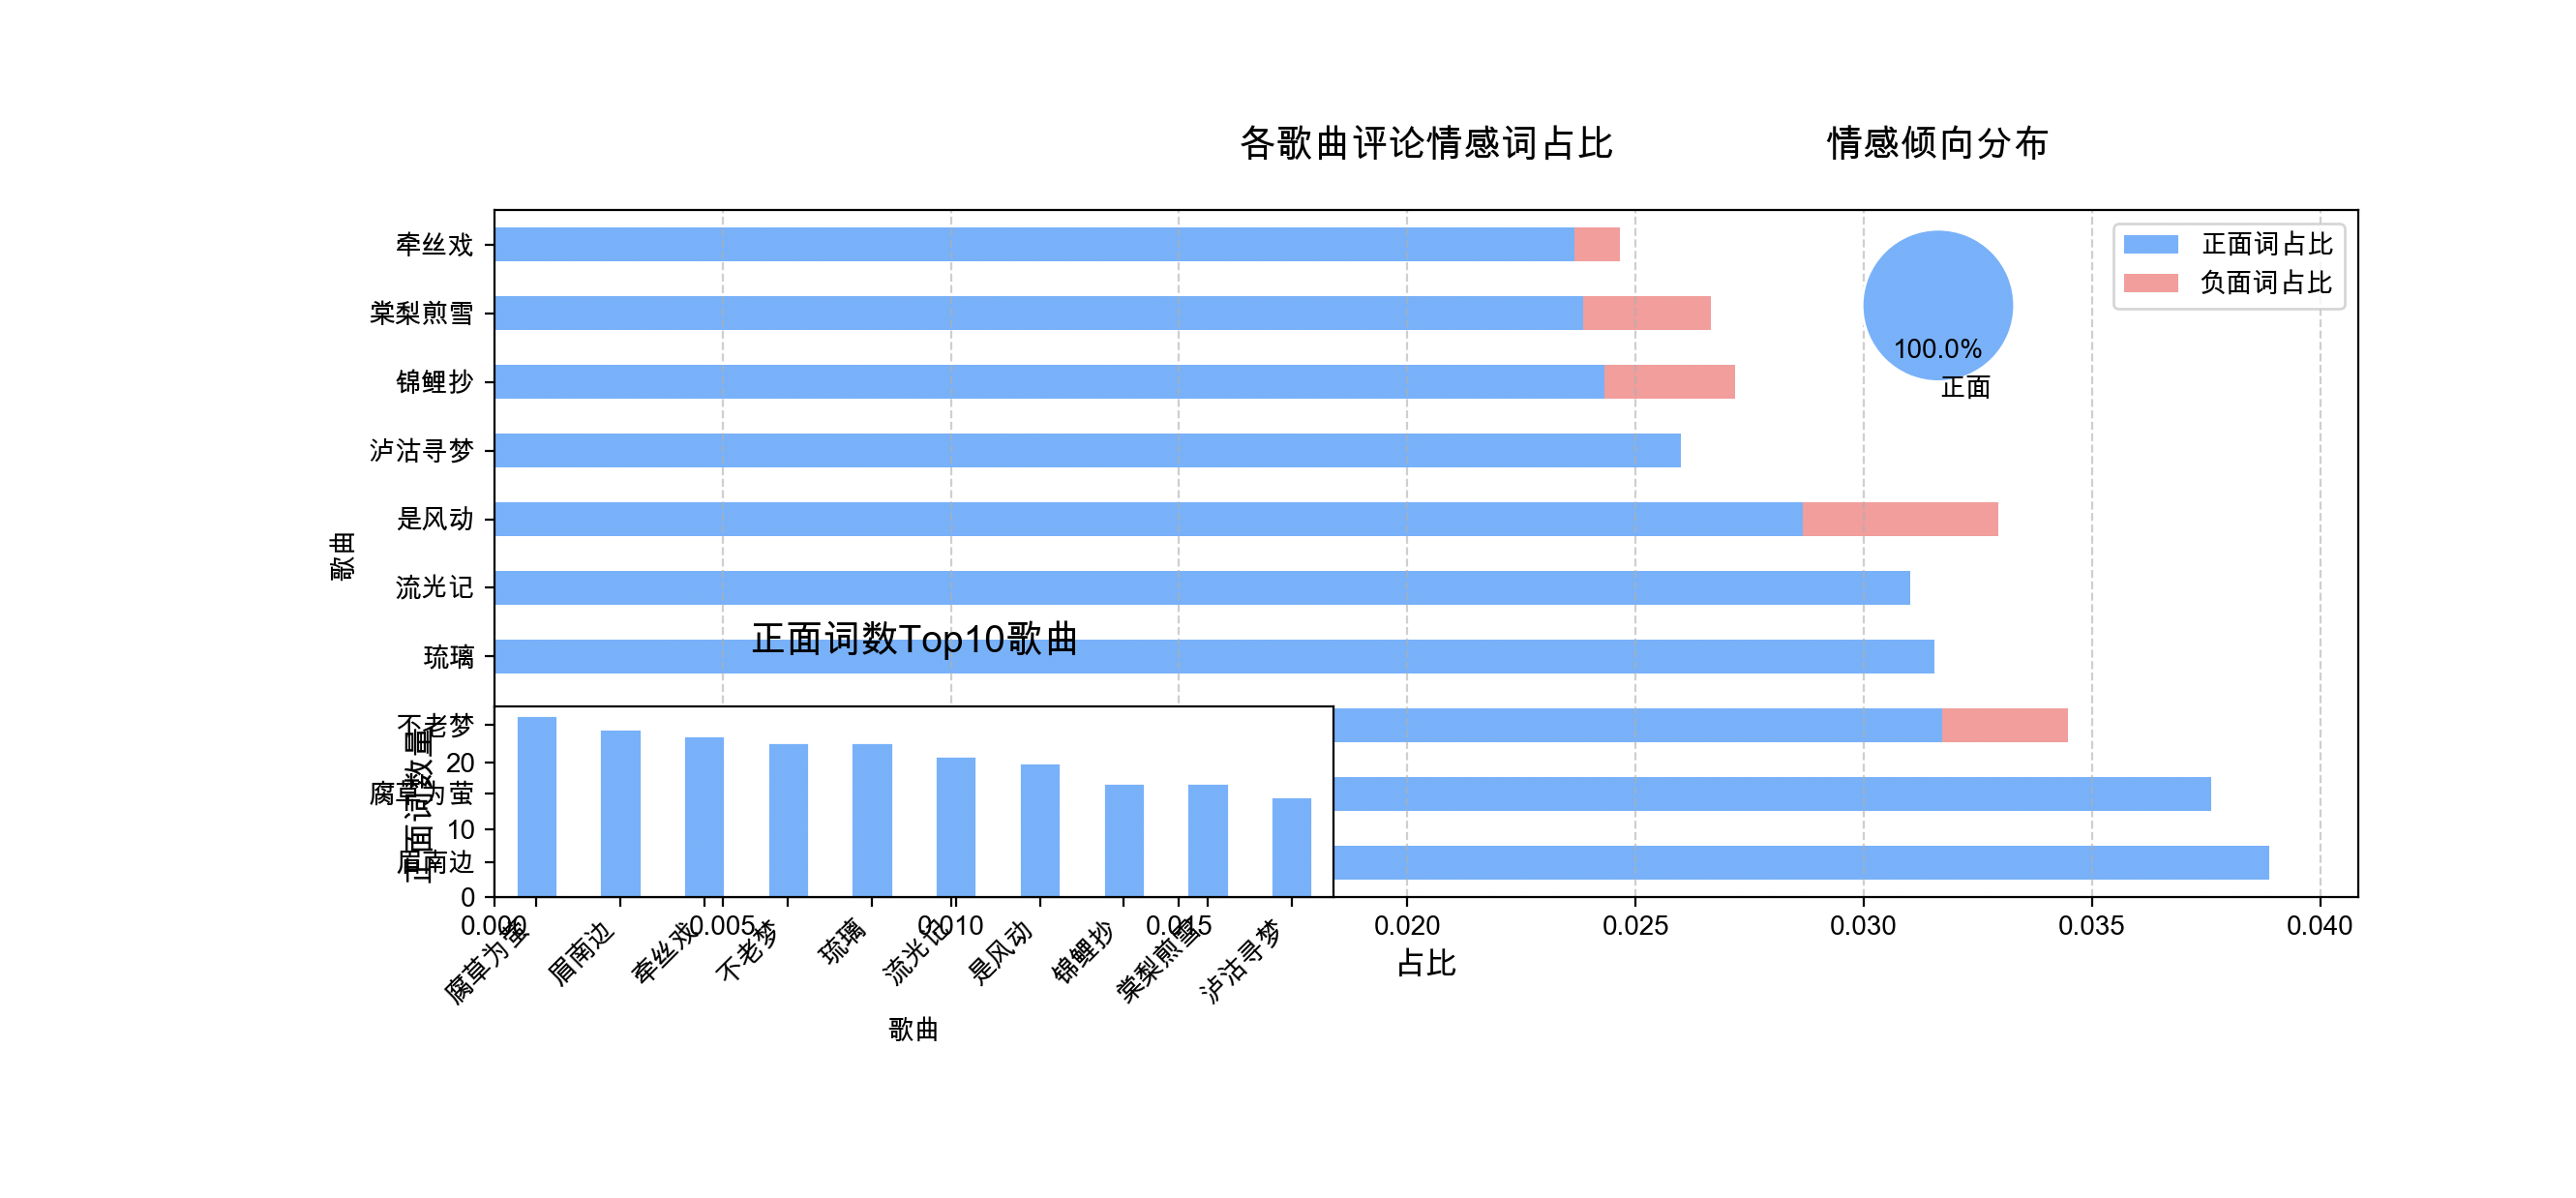 各歌曲评论情感词占比
情感倾向分布
牵丝戏
棠梨煎雪
锦鲤抄
泸沽寻梦
是风动
流光记
琉璃
不老梦
腐草为萤
眉南边
歌曲
正面词占比
负面词占比
100.0%
正面
正面词数Top10歌曲
正面词数量
20
10
0
0.000
0.005
0.010
0.015
0.020
0.025
0.030
0.035
0.040
占比
腐草为萤
眉南边
牵丝戏
不老梦
琉璃
流光记
是风动
锦鲤抄
棠梨煎雪
泸沽寻梦
歌曲